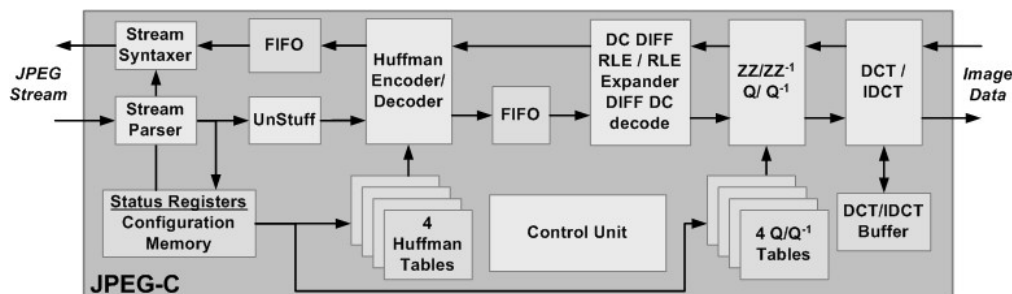 JPEG
Stream
Stream
Syntaxer
FIFO
Huffman
Encoder/
Decoder
DC DIFF
RLE / RLE
Expander
DIFF DC
decode
ZZ/ZZ⁻¹
Q/ Q⁻¹
DCT /
IDCT
Image
Data
Stream
Parser
UnStuff
FIFO
Status Registers
Configuration
Memory
4
Huffman
Tables
Control Unit
4 Q/Q⁻¹
Tables
DCT/IDCT
Buffer
JPEG-C